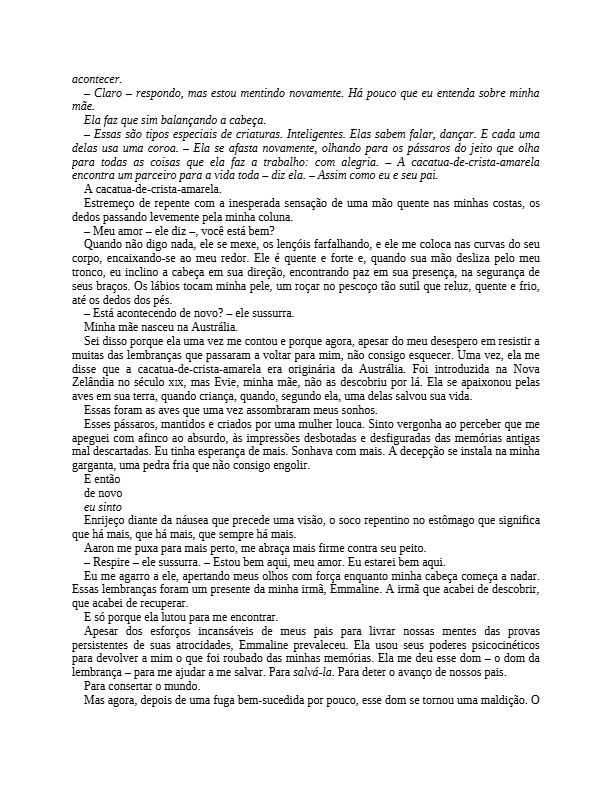 acontecer.
– Claro – respondo, mas estou mentindo novamente. Há pouco que eu entenda sobre minha
mãe.
Ela faz que sim balançando a cabeça.
– Essas são tipos especiais de criaturas. Inteligentes. Elas sabem falar, dançar. E cada uma
delas usa uma coroa. – Ela se afasta novamente, olhando para os pássaros do jeito que olha
para todas as coisas que ela faz a trabalho: com alegria. – A cacatua-de-crista-amarela
encontra um parceiro para a vida toda – diz ela. – Assim como eu e seu pai.
A cacatua-de-crista-amarela.
Estremeço de repente com a inesperada sensação de uma mão quente nas minhas costas, os
dedos passando levemente pela minha coluna.
– Meu amor – ele diz –, você está bem?
Quando não digo nada, ele se mexe, os lençóis farfalhando, e ele me coloca nas curvas do seu
corpo, encaixando-se ao meu redor. Ele é quente e forte e, quando sua mão desliza pelo meu
tronco, eu inclino a cabeça em sua direção, encontrando paz em sua presença, na segurança de
seus braços. Os lábios tocam minha pele, um roçar no pescoço tão sutil que reluz, quente e frio,
até os dedos dos pés.
– Está acontecendo de novo? – ele sussurra.
Minha mãe nasceu na Austrália.
Sei disso porque ela uma vez me contou e porque agora, apesar do meu desespero em resistir a
muitas das lembranças que passaram a voltar para mim, não consigo esquecer. Uma vez, ela me
disse que a cacatua-de-crista-amarela era originária da Austrália. Foi introduzida na Nova
Zelândia no século XIX, mas Evie, minha mãe, não as descobriu por lá. Ela se apaixonou pelas
aves em sua terra, quando criança, quando, segundo ela, uma delas salvou sua vida.
Essas foram as aves que uma vez assombraram meus sonhos.
Esses pássaros, mantidos e criados por uma mulher louca. Sinto vergonha ao perceber que me
apeguei com afinco ao absurdo, às impressões desbotadas e desfiguradas das memórias antigas
mal descartadas. Eu tinha esperança de mais. Sonhava com mais. A decepção se instala na minha
garganta, uma pedra fria que não consigo engolir.
E então
de novo
eu sinto
Enrijeço diante da náusea que precede uma visão, o soco repentino no estômago que significa
que há mais, que há mais, que sempre há mais.
Aaron me puxa para mais perto, me abraça mais firme contra seu peito.
– Respire – ele sussurra. – Estou bem aqui, meu amor. Eu estarei bem aqui.
Eu me agarro a ele, apertando meus olhos com força enquanto minha cabeça começa a nadar.
Essas lembranças foram um presente da minha irmã, Emmaline. A irmã que acabei de descobrir,
que acabei de recuperar.
E só porque ela lutou para me encontrar.
Apesar dos esforços incansáveis de meus pais para livrar nossas mentes das provas
persistentes de suas atrocidades, Emmaline prevaleceu. Ela usou seus poderes psicocinéticos
para devolver a mim o que foi roubado das minhas memórias. Ela me deu esse dom – o dom da
lembrança – para me ajudar a me salvar. Para salvá-la. Para deter o avanço de nossos pais.
Para consertar o mundo.
Mas agora, depois de uma fuga bem-sucedida por pouco, esse dom se tornou uma maldição. O